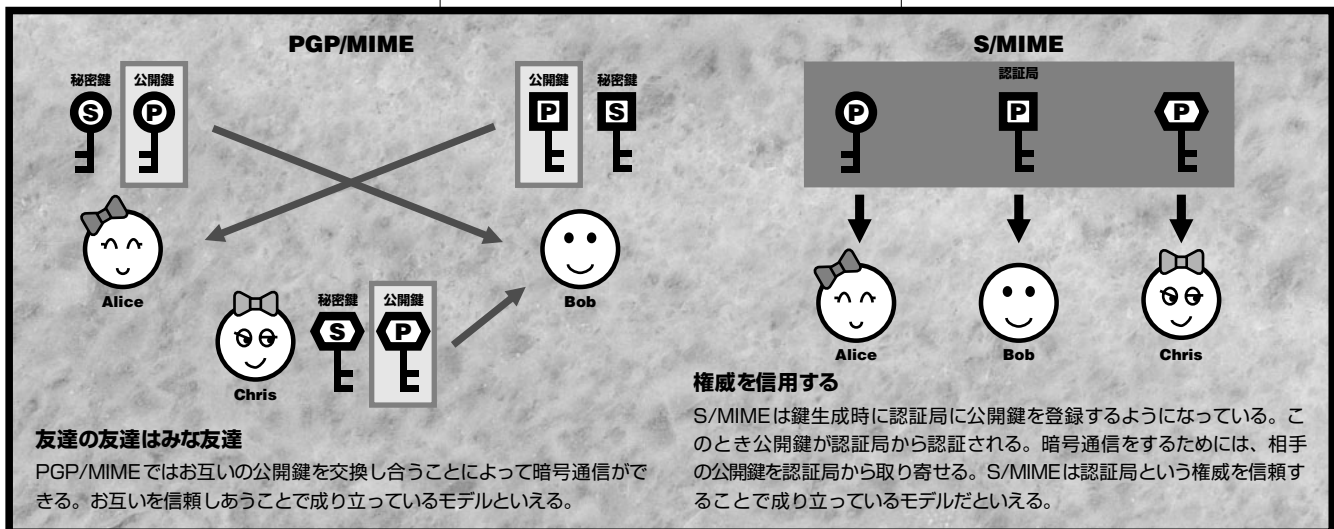 PGP/MIME
秘密鍵 公開鍵
S P
公開鍵 秘密鍵
P S
Alice
Bob
秘密鍵 公開鍵
S P
Chris
友達の友達はみな友達
PGP/MIMEではお互いの公開鍵を交換し合うことによって暗号通信がで
きる。お互いを信頼しあうことで成り立っているモデルといえる。
S/MIME
認証局
P P P
Alice Bob Chris
権威を信用する
S/MIMEは鍵生成時に認証局に公開鍵を登録するようになっている。こ
のとき公開鍵が認証局から認証される。暗号通信をするためには、相手
の公開鍵を認証局から取り寄せる。S/MIMEは認証局という権威を信頼す
ることで成り立っているモデルだといえる。